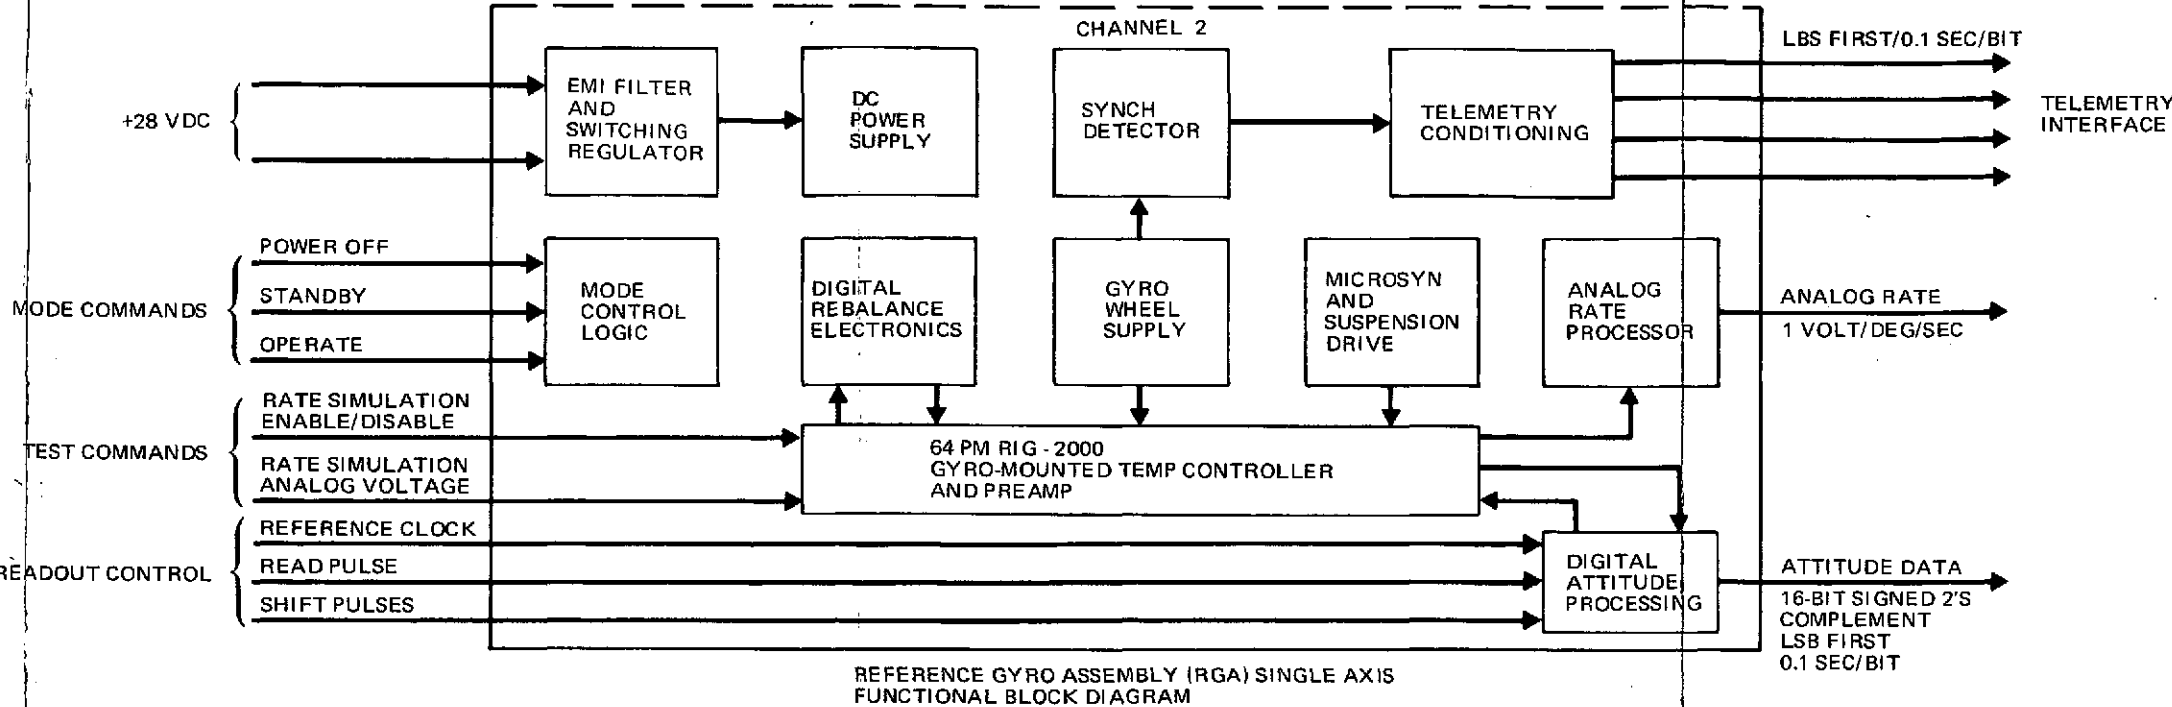 CHANNEL 2
LBS FIRST/0.1 SEC/BIT
+28 VDC
EMI FILTER
AND
SWITCHING
REGULATOR
DC
POWER
SUPPLY
SYNCH
DETECTOR
TELEMETRY
CONDITIONING
TELEMETRY
INTERFACE
MODE COMMANDS
POWER OFF
STANDBY
OPERATE
MODE
CONTROL
LOGIC
DIGITAL
REBALANCE
ELECTRONICS
GYRO
WHEEL
SUPPLY
MICROSYN
AND
SUSPENSION
DRIVE
ANALOG
RATE
PROCESSOR
ANALOG RATE
1 VOLT/DEG/SEC
TEST COMMANDS
RATE SIMULATION
ENABLE/DISABLE
RATE SIMULATION
ANALOG VOLTAGE
64 PM RIG - 2000
GYRO-MOUNTED TEMP CONTROLLER
AND PREAMP
READOUT CONTROL
REFERENCE CLOCK
READ PULSE
SHIFT PULSES
DIGITAL
ATTITUDE
PROCESSING
ATTITUDE DATA
16-BIT SIGNED 2'S
COMPLEMENT
LSB FIRST
0.1 SEC/BIT
REFERENCE GYRO ASSEMBLY (RGA) SINGLE AXIS
FUNCTIONAL BLOCK DIAGRAM